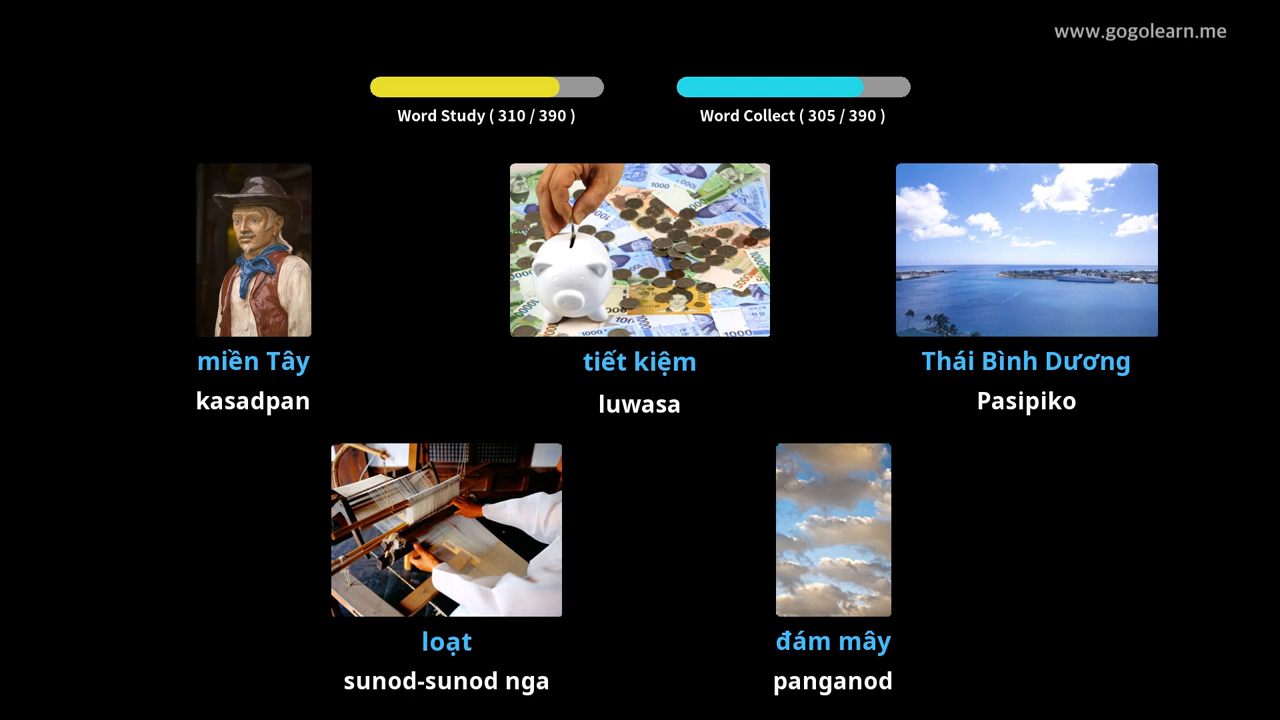 www.gogolearn.me
Word Study ( 310 / 390 )
Word Collect ( 305 / 390 )
miền Tây
kasadpan
tiết kiệm
luwasa
Thái Bình Dương
Pasipiko
loạt
sunod-sunod nga
đám mây
panganod